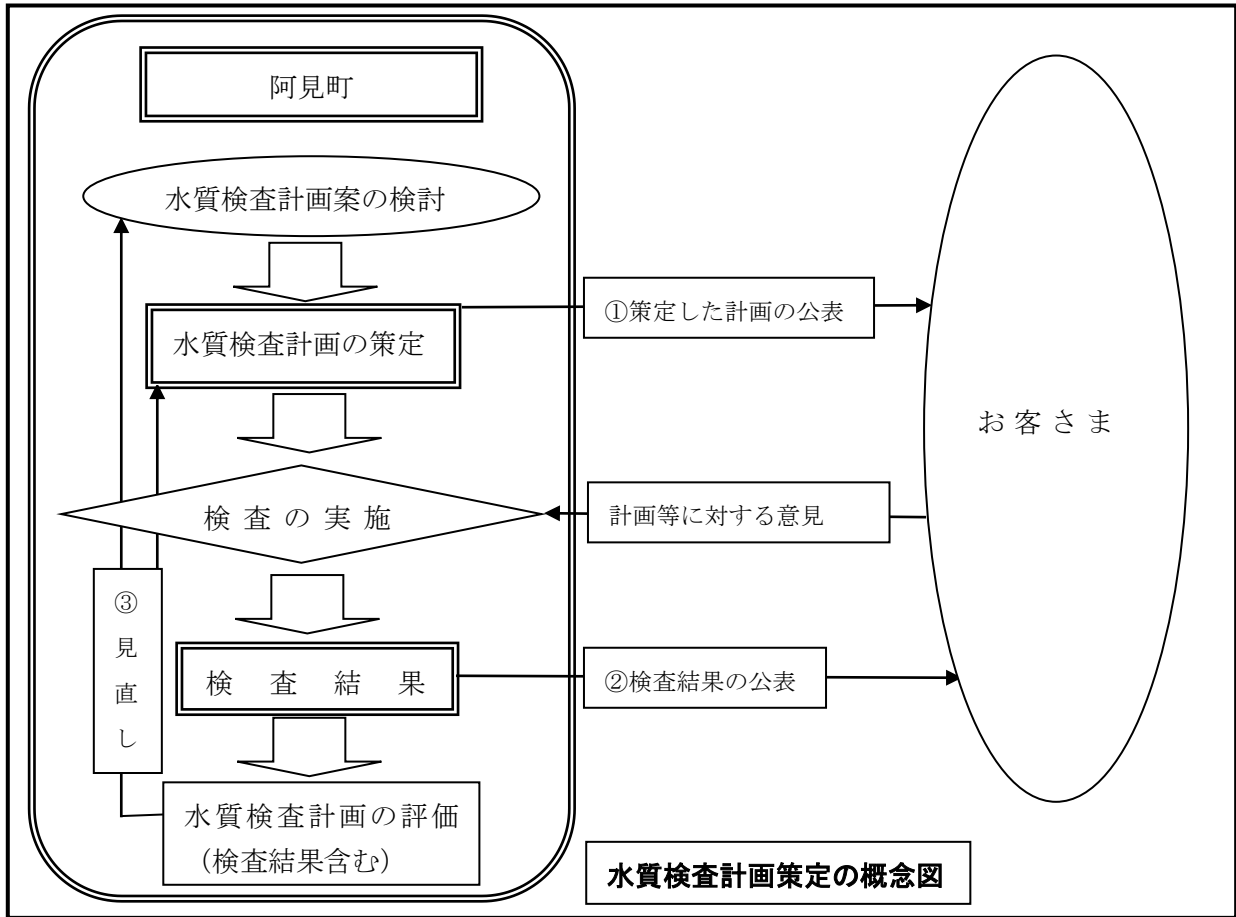 阿見町
水質検査計画案の検討
水質検査計画の策定
①策定した計画の公表
お客さま
検査の実施
計画等に対する意見
③見直し
検査結果
②検査結果の公表
水質検査計画の評価
（検査結果含む）
水質検査計画策定の概念図